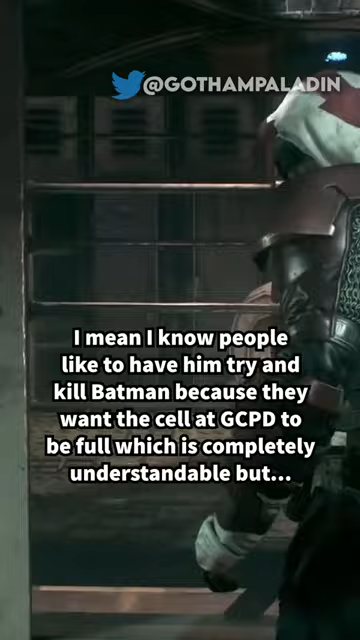 @GOTHAMPALADIN
I mean I know people
like to have him try and
kill Batman because they
want the cell at GCPD to
be full which is completely
understandable but...